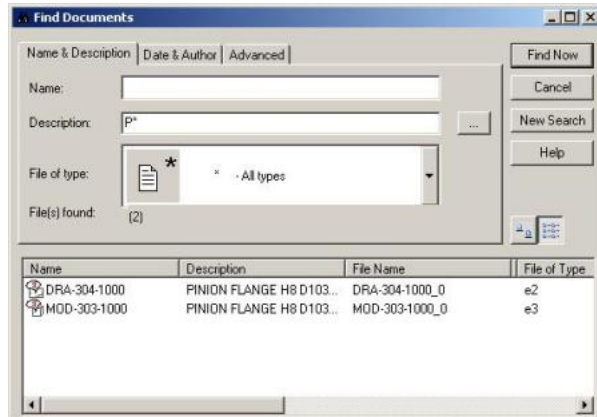 Find Documents
Name & Description Date & Author Advanced Find Now
Name: Cancel
Description: P* ... New Search
File of type: * - All types Help
File(s) found: (2)
Name Description File Name File of Type
DRA-304-1000 PINION FLANGE H8 D103... DRA-304-1000_0 e2
MOD-303-1000 PINION FLANGE H8 D103... MOD-303-1000_0 e3